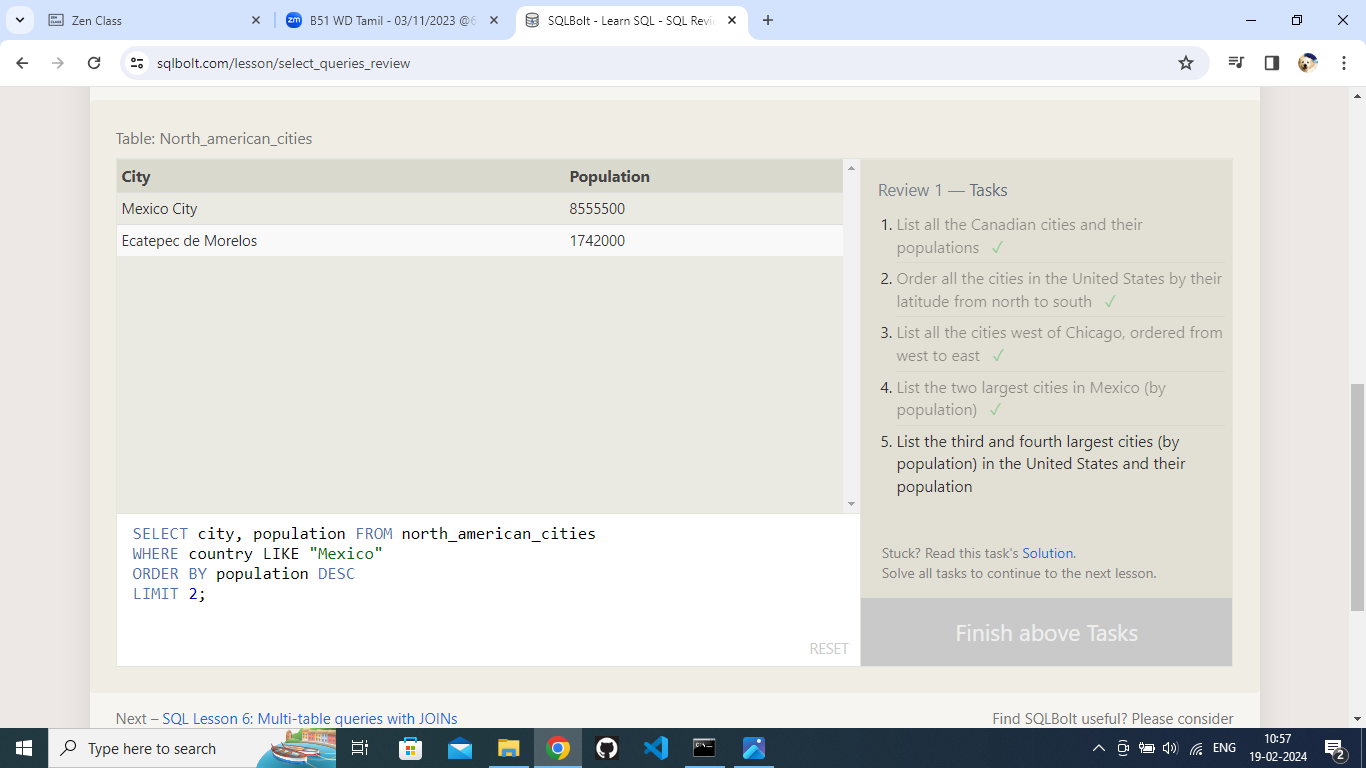 Zen Class
zm
B51 WD Tamil - 03/11/2023 @6
SQLBolt - Learn SQL - SQL Revie
sqlbolt.com/lesson/select_queries_review
Table: North_american_cities
City Population
Mexico City 8555500
Ecatepec de Morelos 1742000
SELECT city, population FROM north_american_cities
WHERE country LIKE "Mexico"
ORDER BY population DESC
LIMIT 2;
RESET
Review 1 — Tasks
1. List all the Canadian cities and their
populations ✓
2. Order all the cities in the United States by their
latitude from north to south ✓
3. List all the cities west of Chicago, ordered from
west to east ✓
4. List the two largest cities in Mexico (by
population) ✓
5. List the third and fourth largest cities (by
population) in the United States and their
population
Stuck? Read this task's Solution.
Solve all tasks to continue to the next lesson.
Finish above Tasks
Next – SQL Lesson 6: Multi-table queries with JOINs
Find SQLBolt useful? Please consider
Type here to search
ENG
10:57
19-02-2024
2